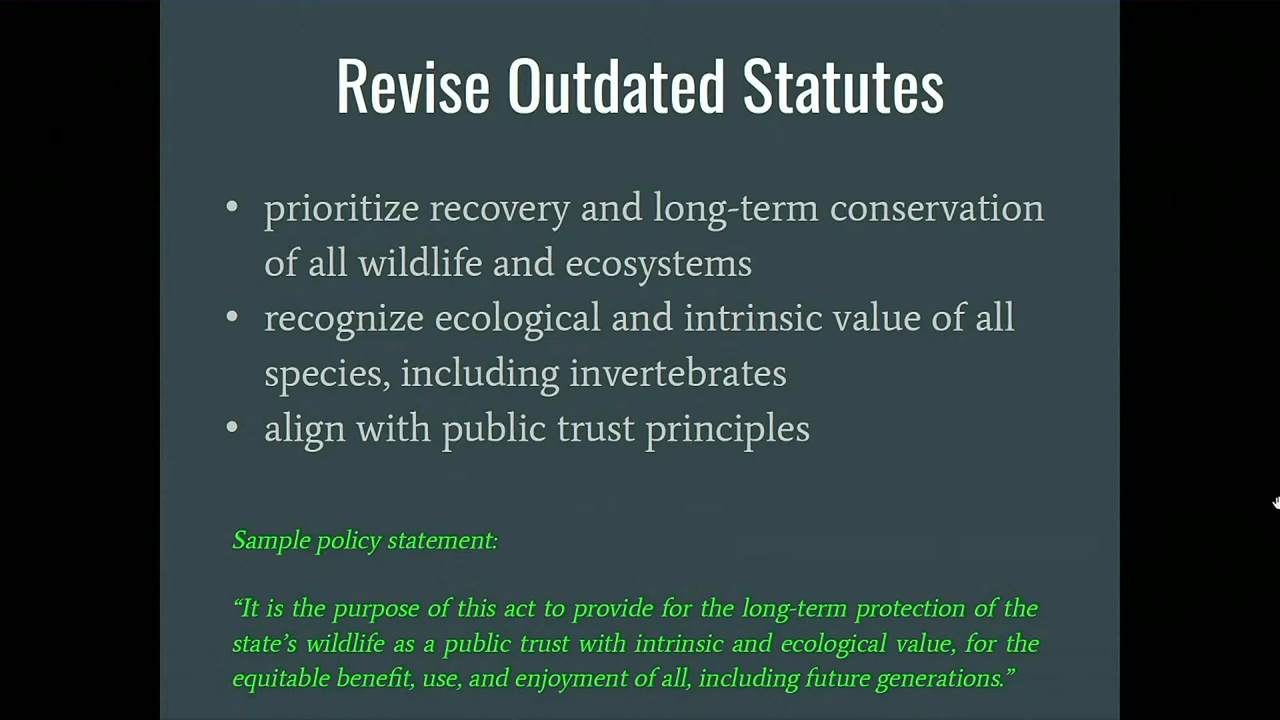 Revise Outdated Statutes
• prioritize recovery and long-term conservation
of all wildlife and ecosystems
• recognize ecological and intrinsic value of all
species, including invertebrates
• align with public trust principles
Sample policy statement:
“It is the purpose of this act to provide for the long-term protection of the
state’s wildlife as a public trust with intrinsic and ecological value, for the
equitable benefit, use, and enjoyment of all, including future generations.”